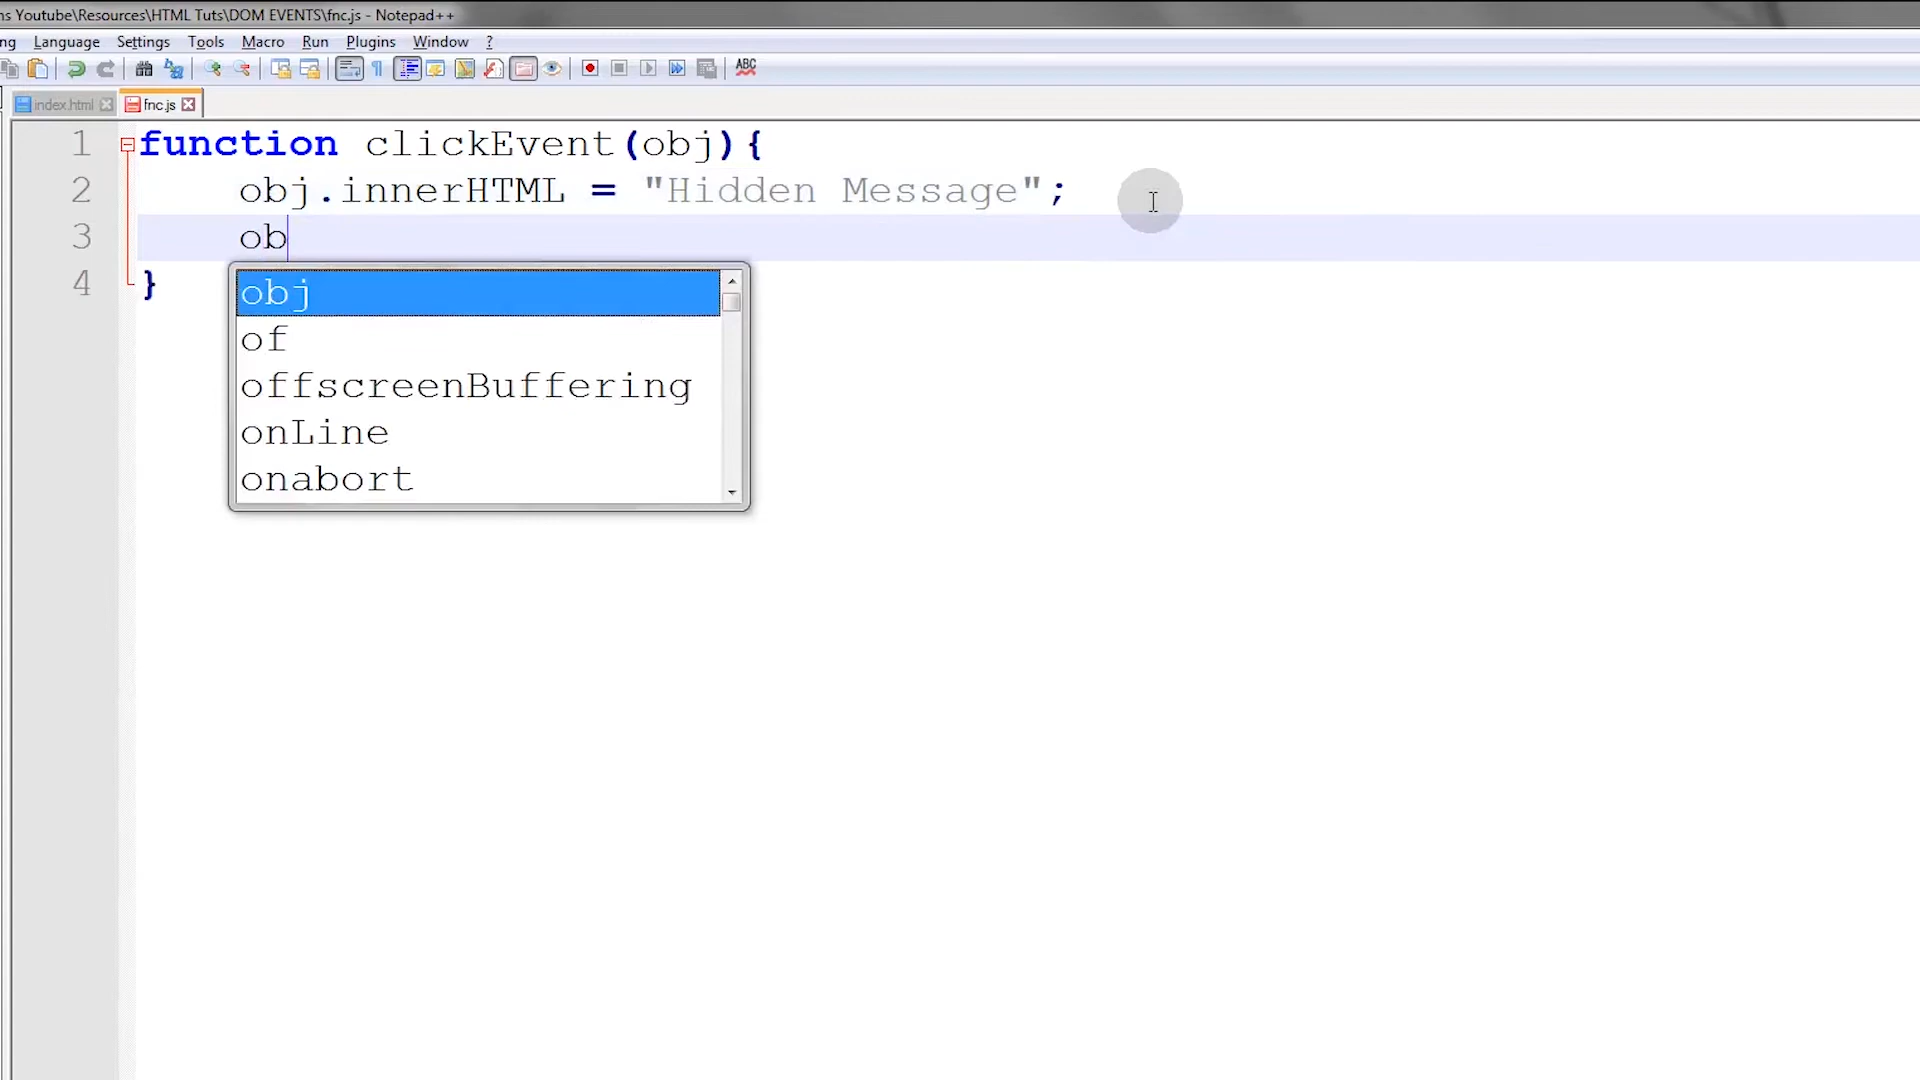 ns Youtube\Resources\HTML Tuts\DOM EVENTS\fnc.js - Notepad++
ng Language Settings Tools Macro Run Plugins Window ?
ABC
index.html fnc.js
1 function clickEvent(obj){
2 obj.innerHTML = "Hidden Message";
3 ob
4 }
obj
of
offscreenBuffering
onLine
onabort